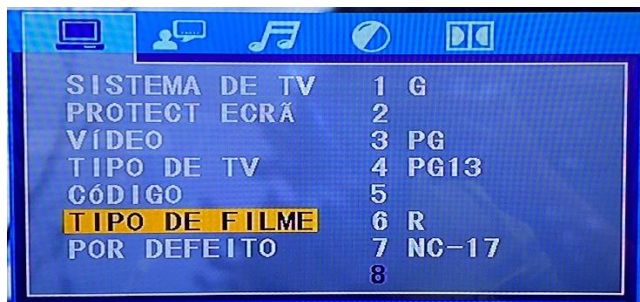 SISTEMA DE TV 1 G
PROTECT ECRÃ 2
VÍDEO 3 PG
TIPO DE TV 4 PG13
CóDIGO 5
TIPO DE FILME 6 R
POR DEFEITO 7 NC-17
8